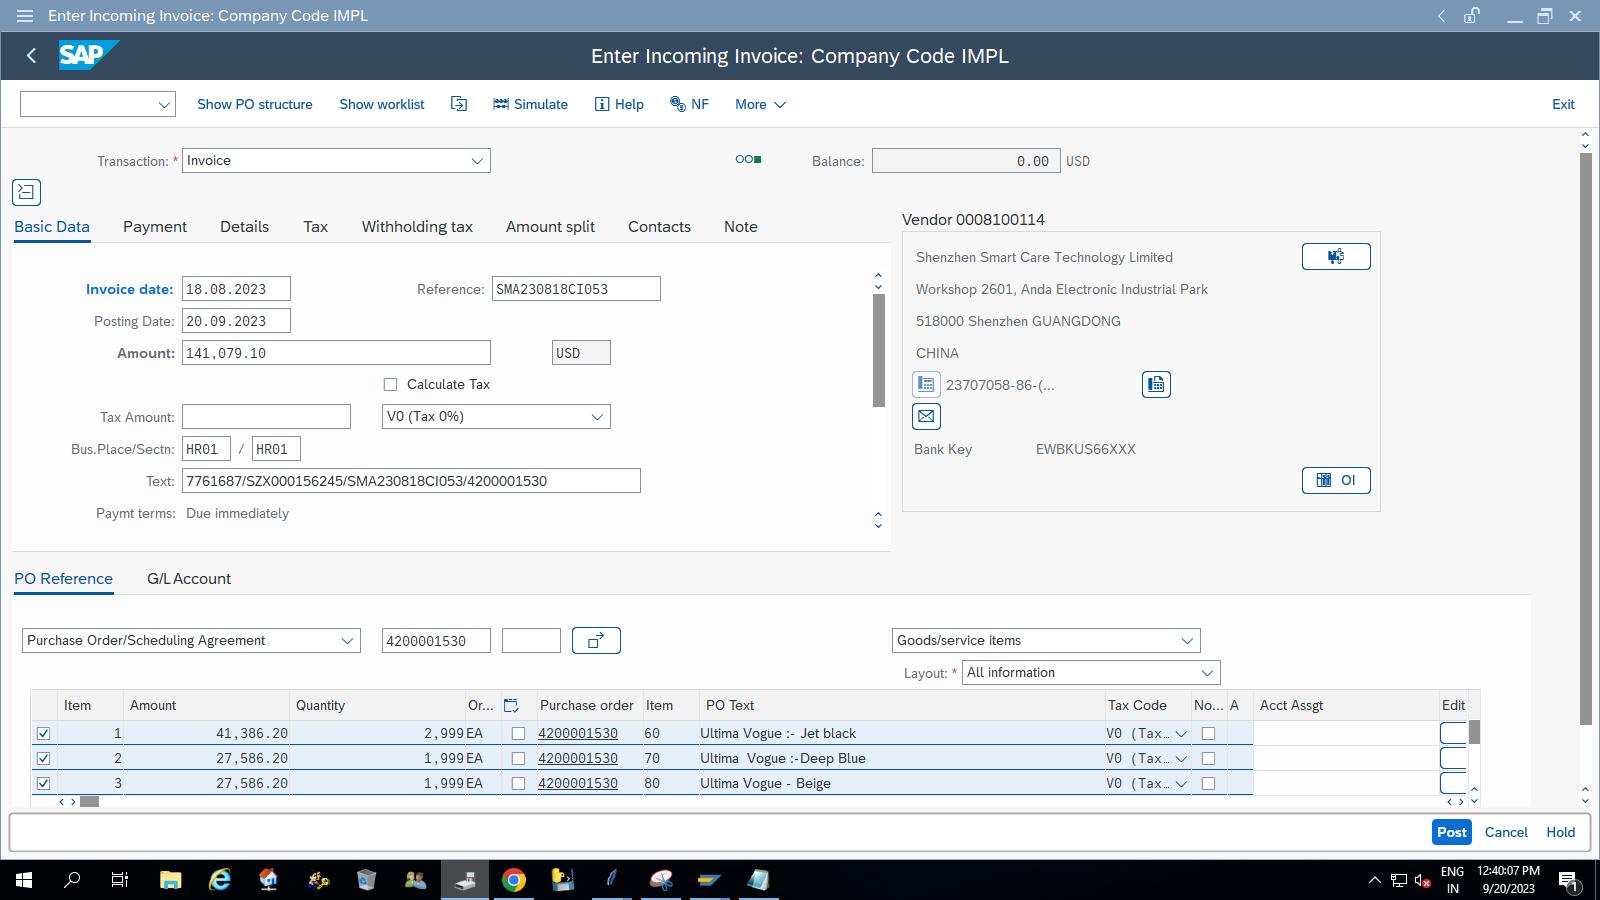 Enter Incoming Invoice: Company Code IMPL
SAP
Enter Incoming Invoice: Company Code IMPL
Show PO structure Show worklist Simulate Help NF More Exit
Transaction: * Invoice Balance: 0.00 USD
Basic Data Payment Details Tax Withholding tax Amount split Contacts Note
Invoice date: 18.08.2023 Reference: SMA230818CI053
Posting Date: 20.09.2023
Amount: 141,079.10 USD
Calculate Tax
Tax Amount: V0 (Tax 0%)
Bus.Place/Sectn: HR01 / HR01
Text: 7761687/SZX000156245/SMA230818CI053/4200001530
Paymt terms: Due immediately
Vendor 0008100114
Shenzhen Smart Care Technology Limited
Workshop 2601, Anda Electronic Industrial Park
518000 Shenzhen GUANGDONG
CHINA
23707058-86-(...
Bank Key EWBKUS66XXX
OI
PO Reference G/L Account
Purchase Order/Scheduling Agreement 4200001530 Goods/service items
Layout: * All information
Item Amount Quantity Or... Purchase order Item PO Text Tax Code No... A Acct Assgt Edit
1 41,386.20 2,999 EA 4200001530 60 Ultima Vogue :- Jet black V0 (Tax...
2 27,586.20 1,999 EA 4200001530 70 Ultima Vogue :-Deep Blue V0 (Tax...
3 27,586.20 1,999 EA 4200001530 80 Ultima Vogue - Beige V0 (Tax...
Post Cancel Hold
ENG 12:40:07 PM
IN 9/20/2023
1